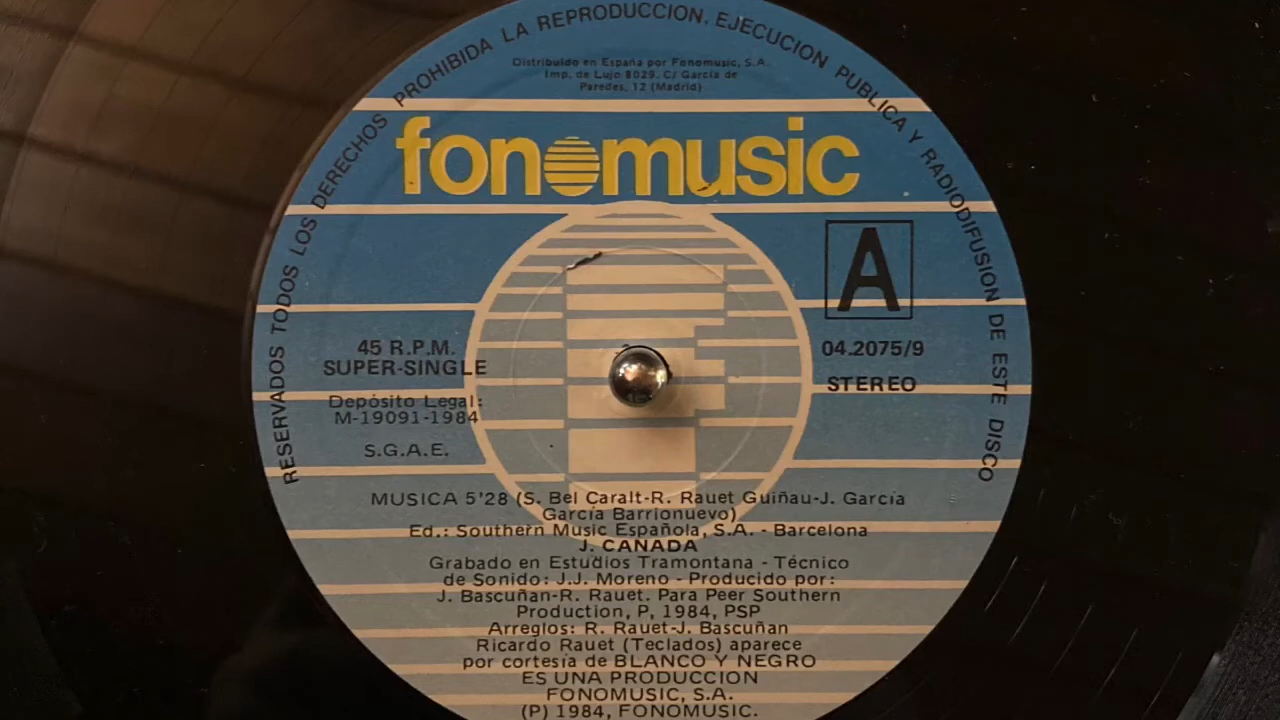 RESERVADOS TODOS LOS DERECHOS PROHIBIDA LA REPRODUCCION, EJECUCION PUBLICA Y RADIODIFUSION DE ESTE DISCO
Distribuido en España por Fonomusic, S.A.
Imp. de Lujo 8029. C/ García de
Paredes, 12 (Madrid)
fonomusic
A
45 R.P.M.
SUPER-SINGLE
04.2075/9
STEREO
Depósito Legal:
M-19091-1984
S.G.A.E.
MUSICA 5'28 (S. Bel Caralt-R. Rauet Guiñau-J. García
García Barrionuevo)
Ed.: Southern Music Española, S.A. - Barcelona
J. CANADA
Grabado en Estudios Tramontana - Técnico
de Sonido: J.J. Moreno - Producido por:
J. Bascuñan-R. Rauet. Para Peer Southern
Production, P, 1984, PSP
Arreglos: R. Rauet-J. Bascuñan
Ricardo Rauet (Teclados) aparece
por cortesía de BLANCO Y NEGRO
ES UNA PRODUCCION
FONOMUSIC, S.A.
(P) 1984, FONOMUSIC.